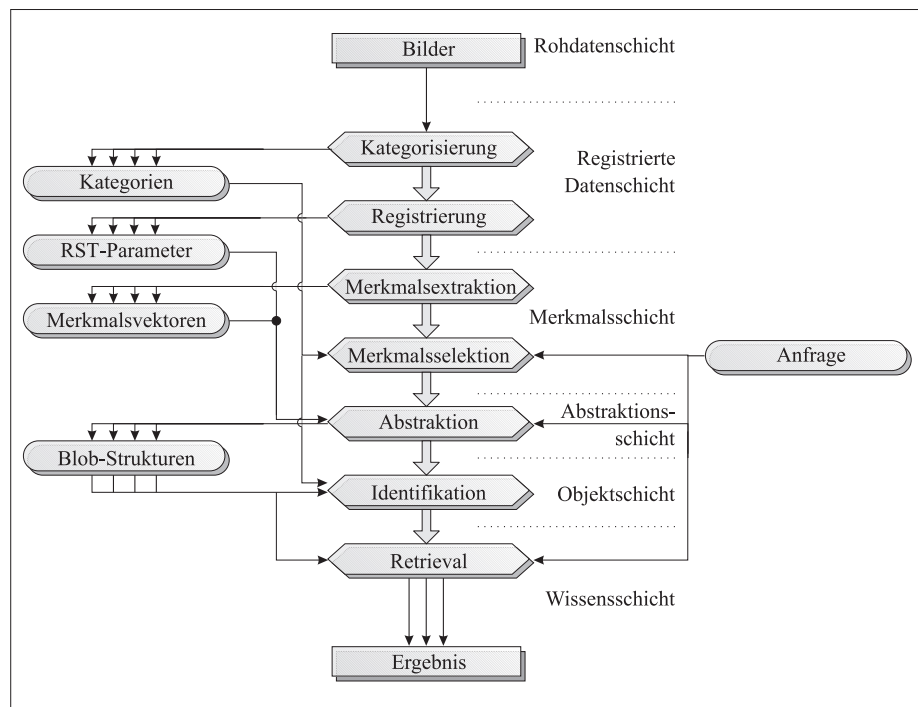 Bilder
Rohdatenschicht
Kategorisierung
Registrierte
Datenschicht
Kategorien
Registrierung
RST-Parameter
Merkmalsextraktion
Merkmalsvektoren
Merkmalsschicht
Merkmalsselektion
Anfrage
Abstraktion
Abstraktions-
schicht
Blob-Strukturen
Identifikation
Objektschicht
Retrieval
Wissensschicht
Ergebnis